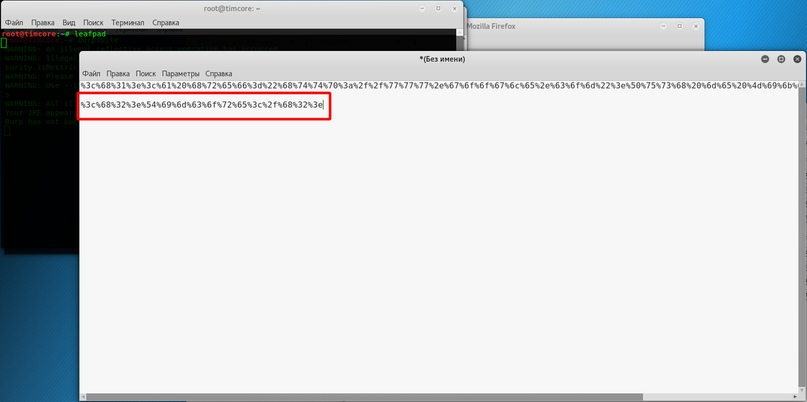 root@timcore: ~
Файл Правка Вид Поиск Терминал Справка
root@timcore:~# leafpad
Mozilla Firefox
*(Без имени)
Файл Правка Поиск Параметры Справка
%3c%68%31%3e%3c%61%20%68%72%65%66%3d%22%68%74%74%70%3a%2f%2f%77%77%77%2e%67%6f%6f%67%6c%65%2e%63%6f%6d%22%3e%50%75%73%68%20%6d%65%20%4d%69%6b%
%3c%68%32%3e%54%69%6d%63%6f%72%65%3c%2f%68%32%3e